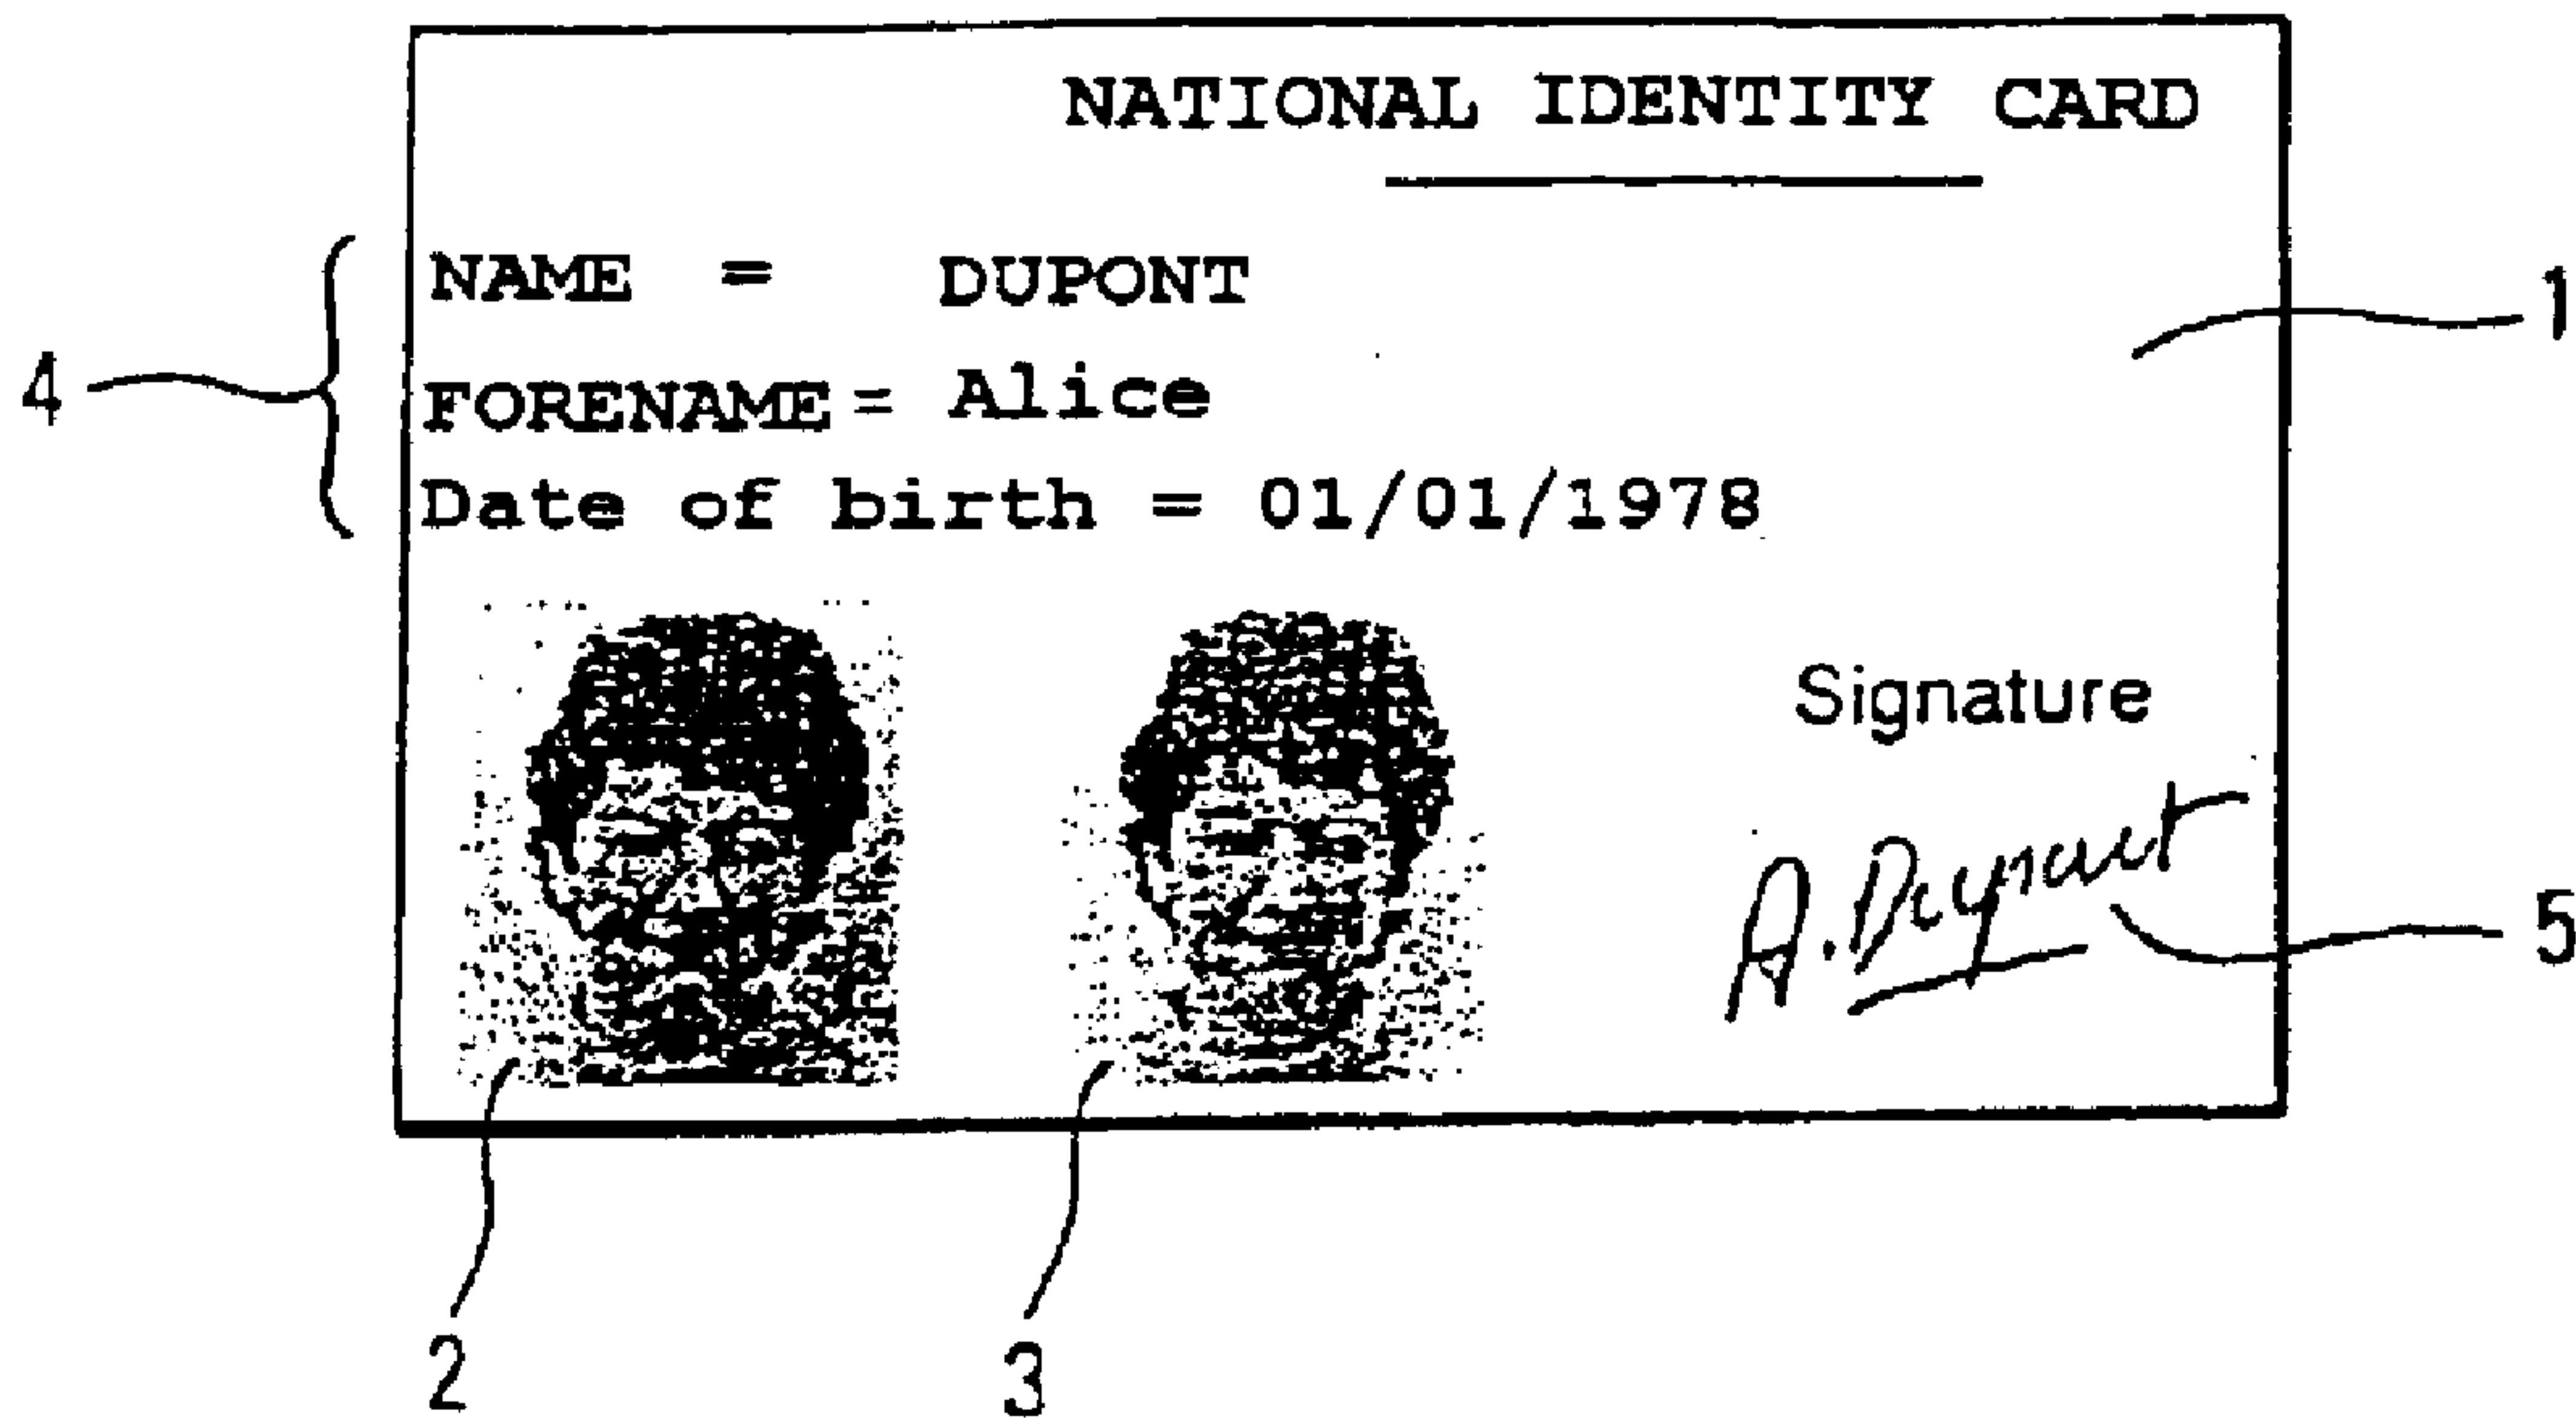 NATIONAL IDENTITY CARD
NAME = DUPONT
1
4
FORENAME = Alice
Date of birth = 01/01/1978
Signature
A. Dupont
5
2
3